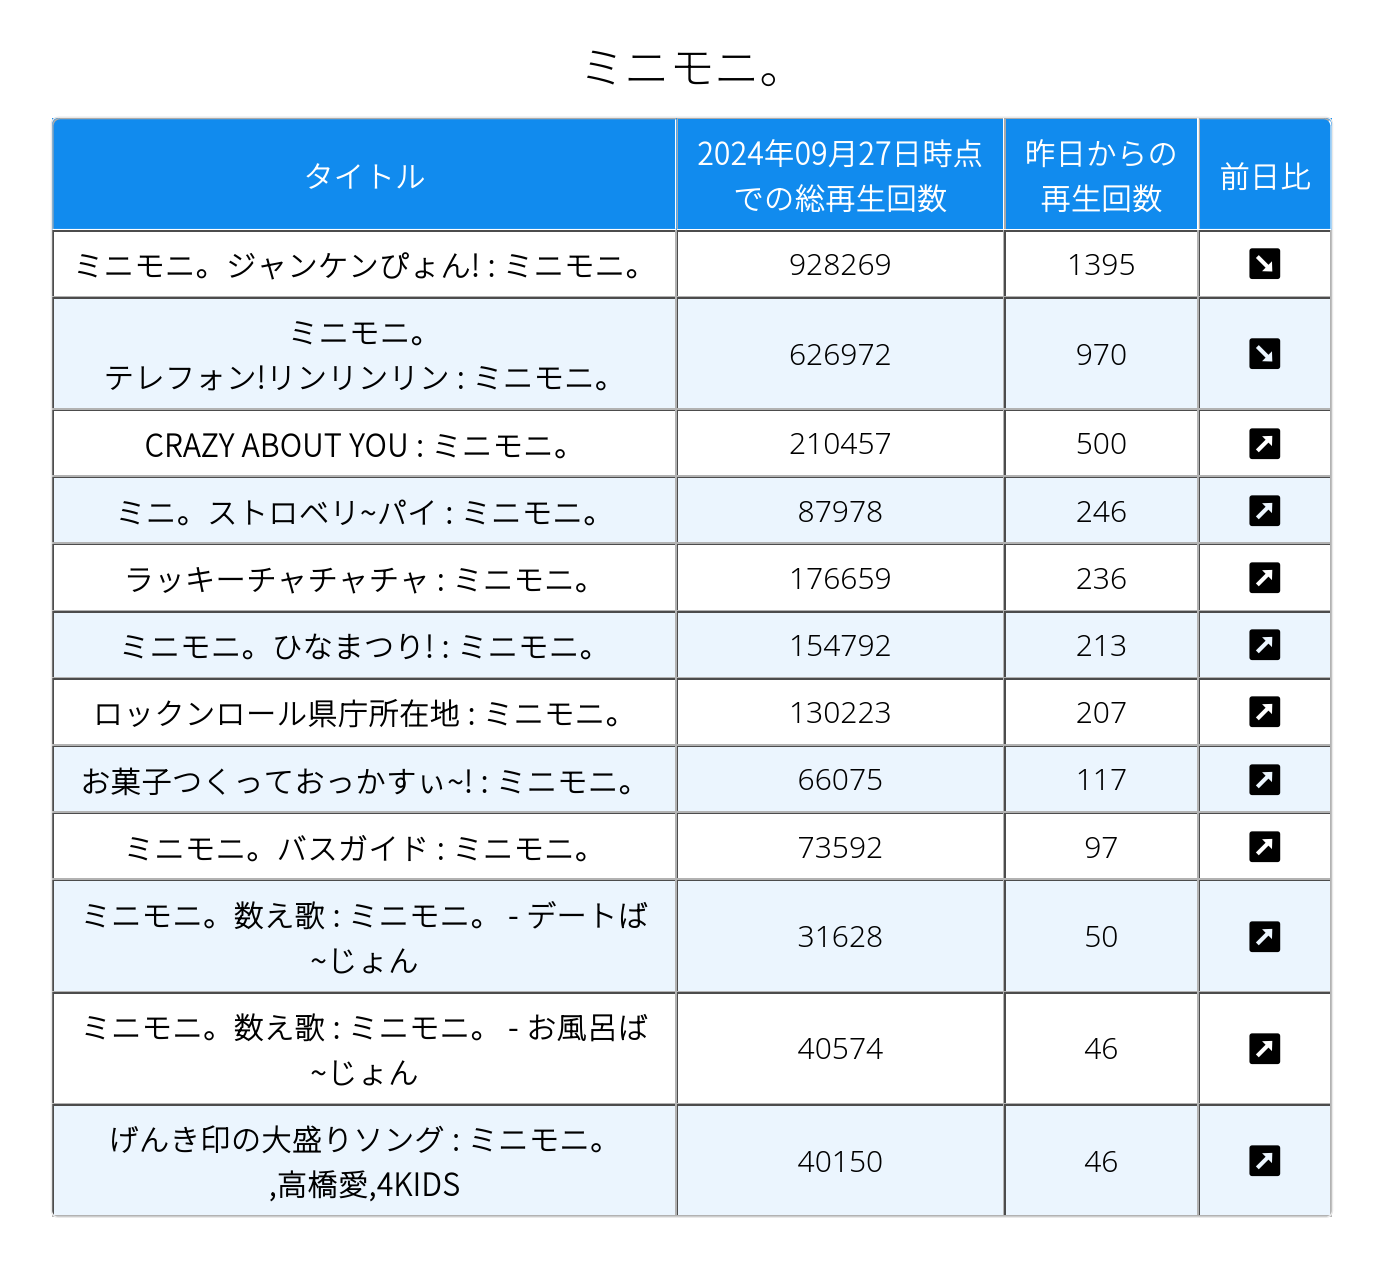 ミニモニ。
タイトル
2024年09月27日時点
での総再生回数
昨日からの
再生回数
前日比
ミニモニ。ジャンケンぴょん! : ミニモニ。
928269
1395
ミニモニ。
テレフォン!リンリンリン : ミニモニ。
626972
970
CRAZY ABOUT YOU : ミニモニ。
210457
500
ミニ。ストロベリ~パイ : ミニモニ。
87978
246
ラッキーチャチャチャ : ミニモニ。
176659
236
ミニモニ。ひなまつり! : ミニモニ。
154792
213
ロックンロール県庁所在地 : ミニモニ。
130223
207
お菓子つくっておっかすぃ~! : ミニモニ。
66075
117
ミニモニ。バスガイド : ミニモニ。
73592
97
ミニモニ。数え歌 : ミニモニ。 - デートば
~じょん
31628
50
ミニモニ。数え歌 : ミニモニ。 - お風呂ば
~じょん
40574
46
げんき印の大盛りソング : ミニモニ。
,高橋愛,4KIDS
40150
46